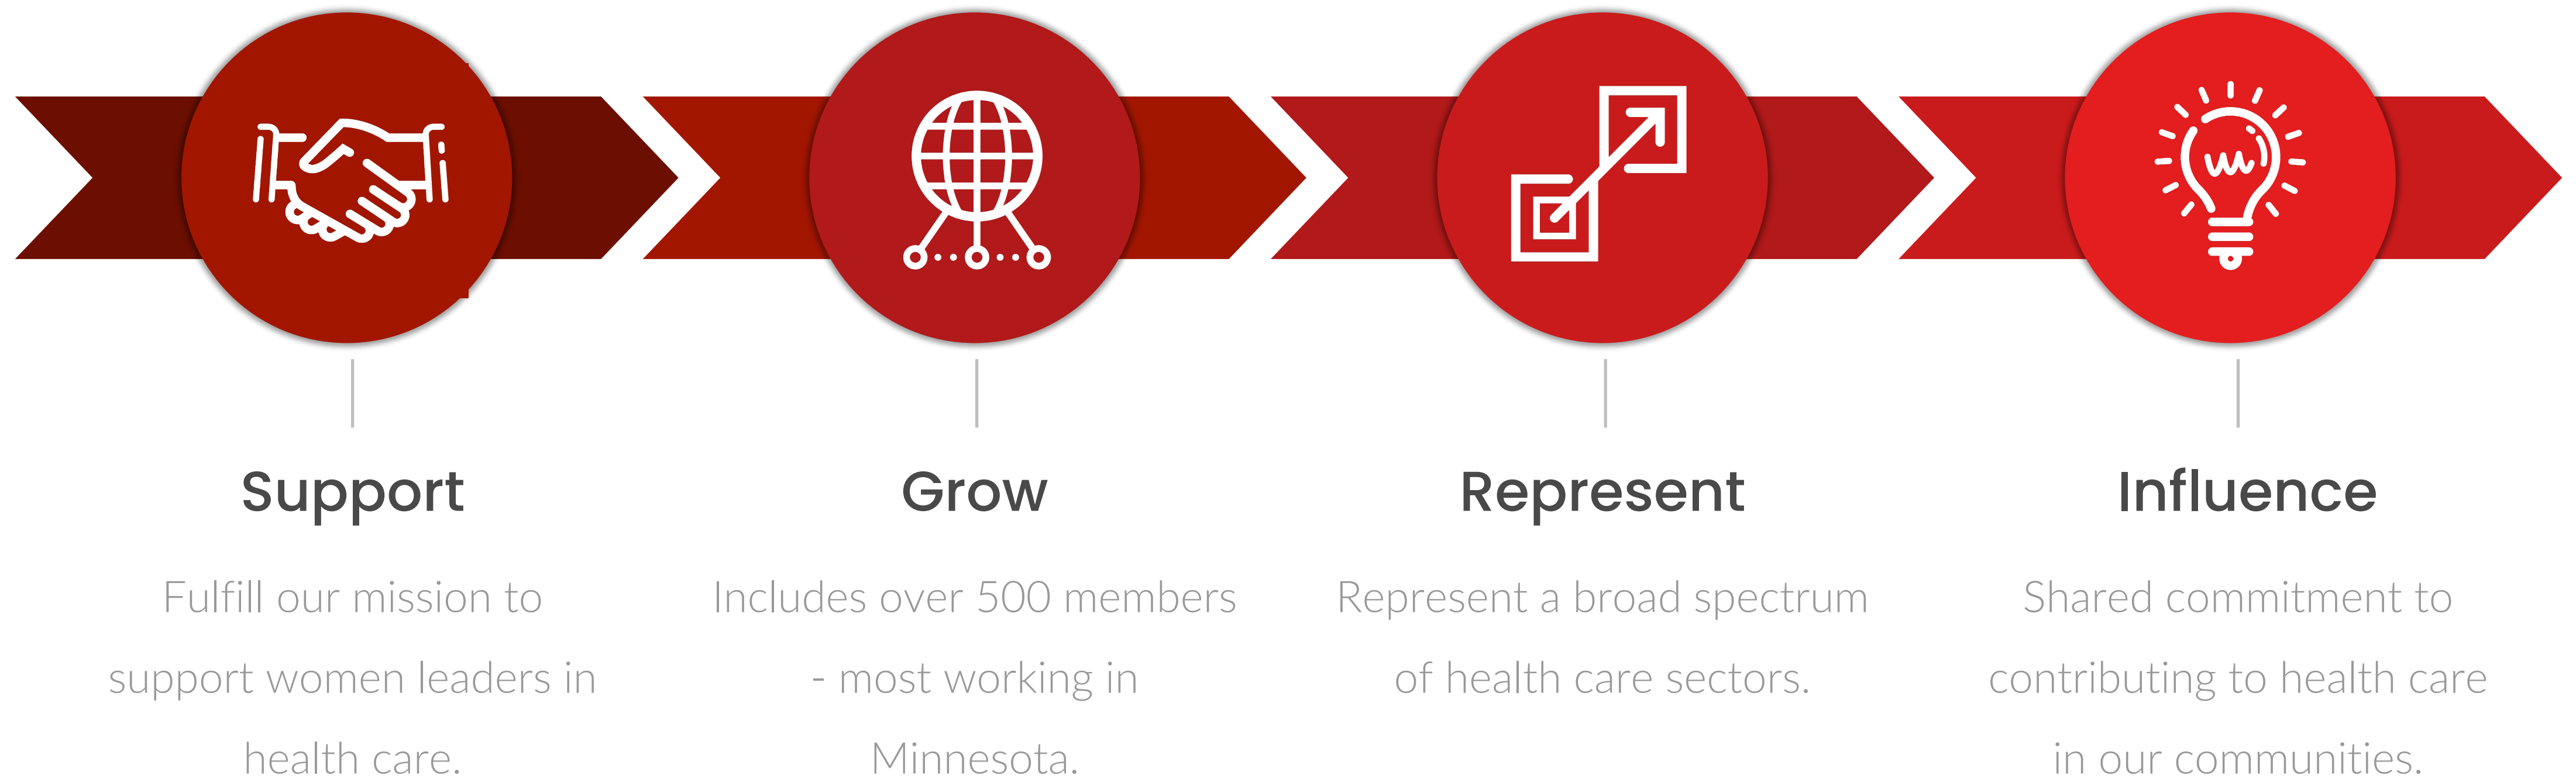 Support
Fulfill our mission to
support women leaders in
health care.
Grow
Includes over 500 members
- most working in
Minnesota.
Represent
Represent a broad spectrum
of health care sectors.
Influence
Shared commitment to
contributing to health care
in our communities.